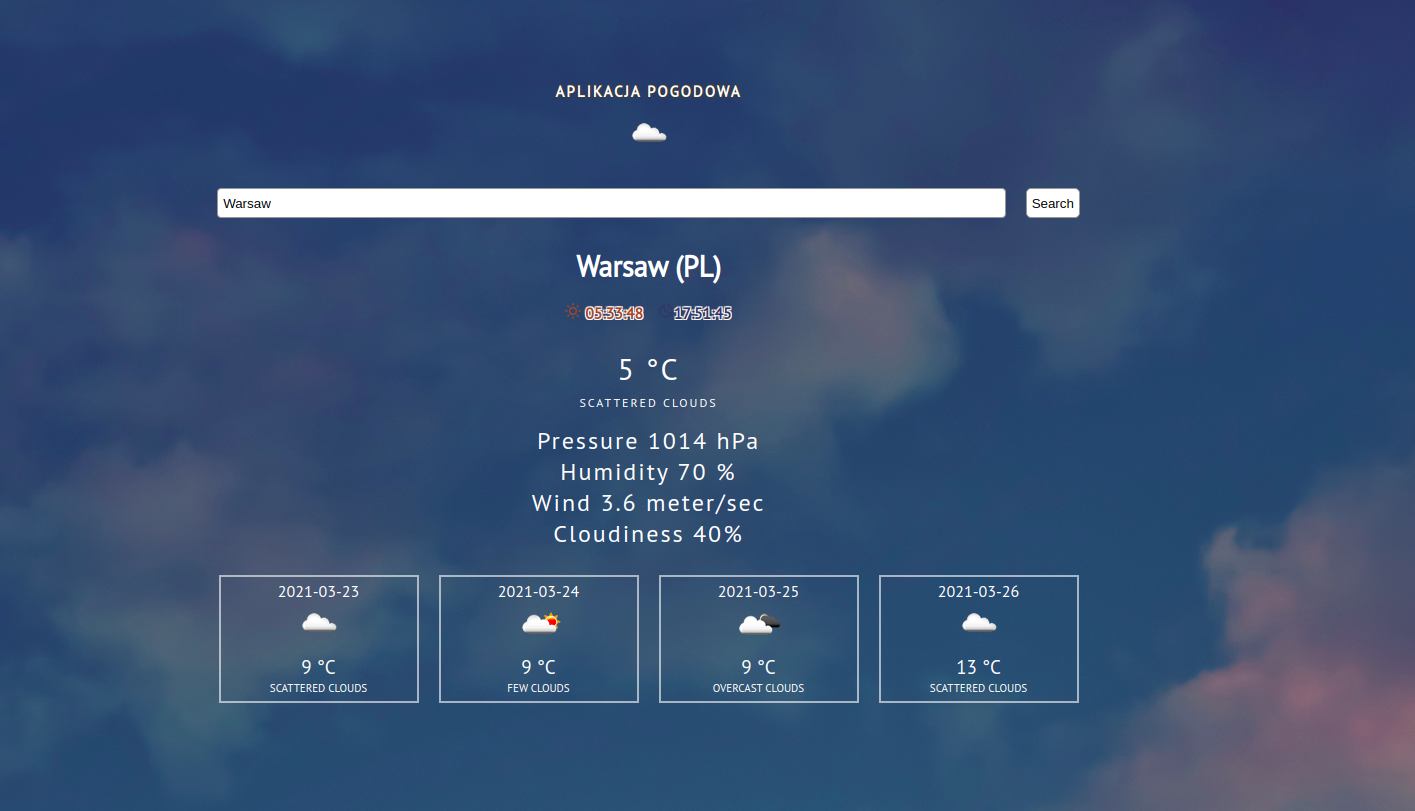 APLIKACJA POGODOWA
Warsaw Search
Warsaw (PL)
05:33:48 17:51:45
5 °C
SCATTERED CLOUDS
Pressure 1014 hPa
Humidity 70 %
Wind 3.6 meter/sec
Cloudiness 40%
2021-03-23
9 °C
SCATTERED CLOUDS
2021-03-24
9 °C
FEW CLOUDS
2021-03-25
9 °C
OVERCAST CLOUDS
2021-03-26
13 °C
SCATTERED CLOUDS